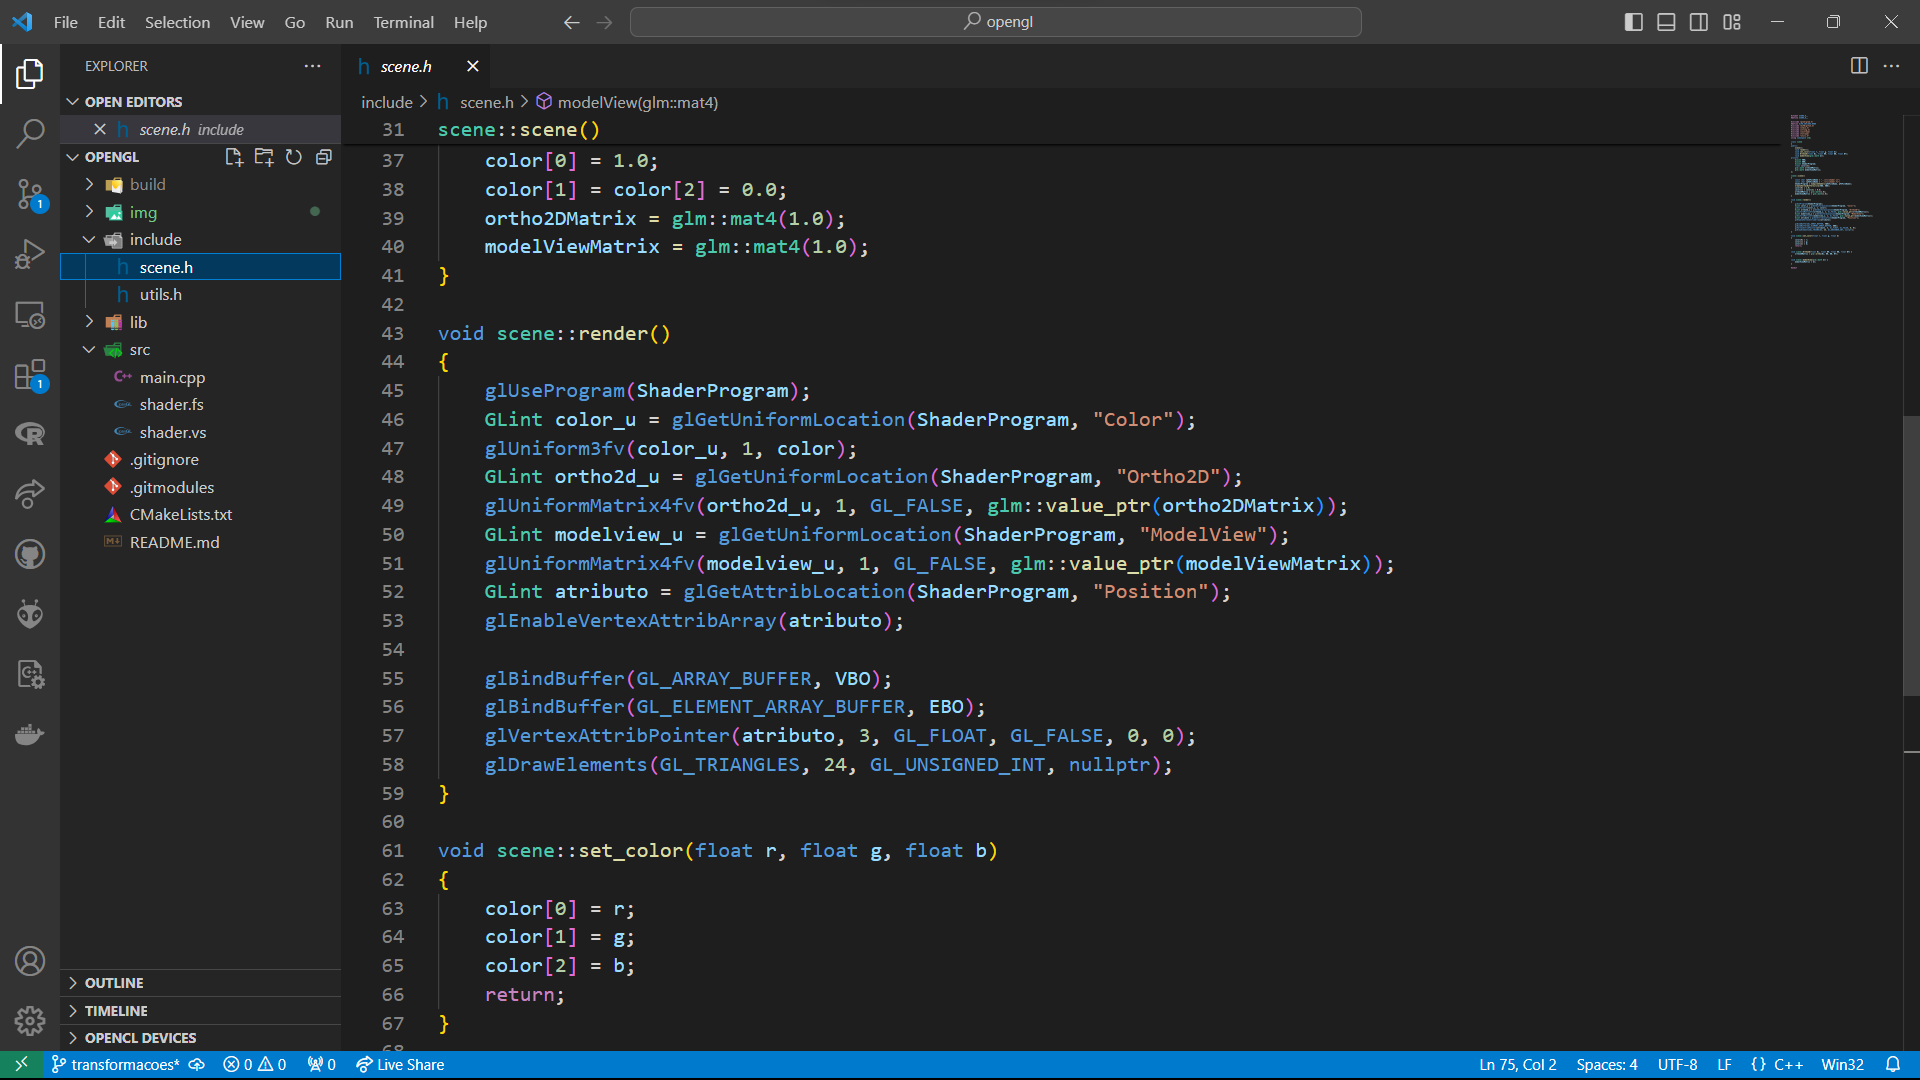 File Edit Selection View Go Run Terminal Help
opengl
EXPLORER
OPEN EDITORS
scene.h include
OPENGL
build
img
include
scene.h
utils.h
lib
src
main.cpp
shader.fs
shader.vs
.gitignore
.gitmodules
CMakeLists.txt
README.md
OUTLINE
TIMELINE
OPENCL DEVICES
1
1
scene.h
include > scene.h > modelView(glm::mat4)
31 scene::scene()
37 color[0] = 1.0;
38 color[1] = color[2] = 0.0;
39 ortho2DMatrix = glm::mat4(1.0);
40 modelViewMatrix = glm::mat4(1.0);
41 }
42
43 void scene::render()
44 {
45 glUseProgram(ShaderProgram);
46 GLint color_u = glGetUniformLocation(ShaderProgram, "Color");
47 glUniform3fv(color_u, 1, color);
48 GLint ortho2d_u = glGetUniformLocation(ShaderProgram, "Ortho2D");
49 glUniformMatrix4fv(ortho2d_u, 1, GL_FALSE, glm::value_ptr(ortho2DMatrix));
50 GLint modelview_u = glGetUniformLocation(ShaderProgram, "ModelView");
51 glUniformMatrix4fv(modelview_u, 1, GL_FALSE, glm::value_ptr(modelViewMatrix));
52 GLint atributo = glGetAttribLocation(ShaderProgram, "Position");
53 glEnableVertexAttribArray(atributo);
54
55 glBindBuffer(GL_ARRAY_BUFFER, VBO);
56 glBindBuffer(GL_ELEMENT_ARRAY_BUFFER, EBO);
57 glVertexAttribPointer(atributo, 3, GL_FLOAT, GL_FALSE, 0, 0);
58 glDrawElements(GL_TRIANGLES, 24, GL_UNSIGNED_INT, nullptr);
59 }
60
61 void scene::set_color(float r, float g, float b)
62 {
63 color[0] = r;
64 color[1] = g;
65 color[2] = b;
66 return;
67 }
68
transformacoes* 0 0 0 Live Share Ln 75, Col 2 Spaces: 4 UTF-8 LF {} C++ Win32